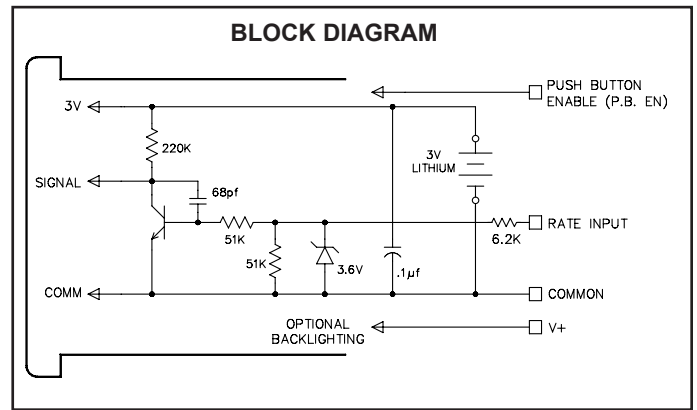 BLOCK DIAGRAM
PUSH BUTTON
ENABLE (P.B. EN)
3V
220K
3V
LITHIUM
SIGNAL
68pf
51K
6.2K
RATE INPUT
51K
3.6V
.1µf
COMM
COMMON
OPTIONAL
BACKLIGHTING
V+